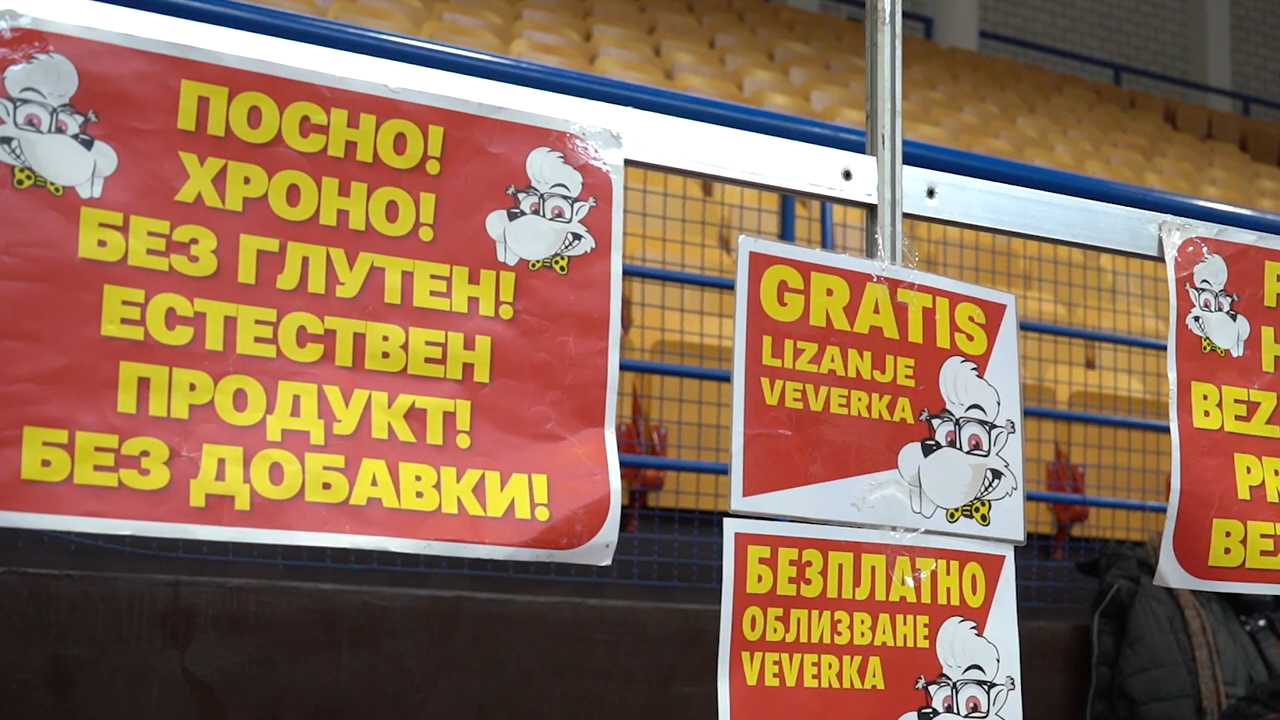 ПОСНО!
ХРОНО!
БЕЗ ГЛУТЕН!
ЕСТЕСТВЕН
ПРОДУКТ!
БЕЗ ДОБАВКИ!
GRATIS
LIZANJE
VEVERKA
БЕЗПЛАТНО
ОБЛИЗВАНЕ
VEVERKA
BEZ